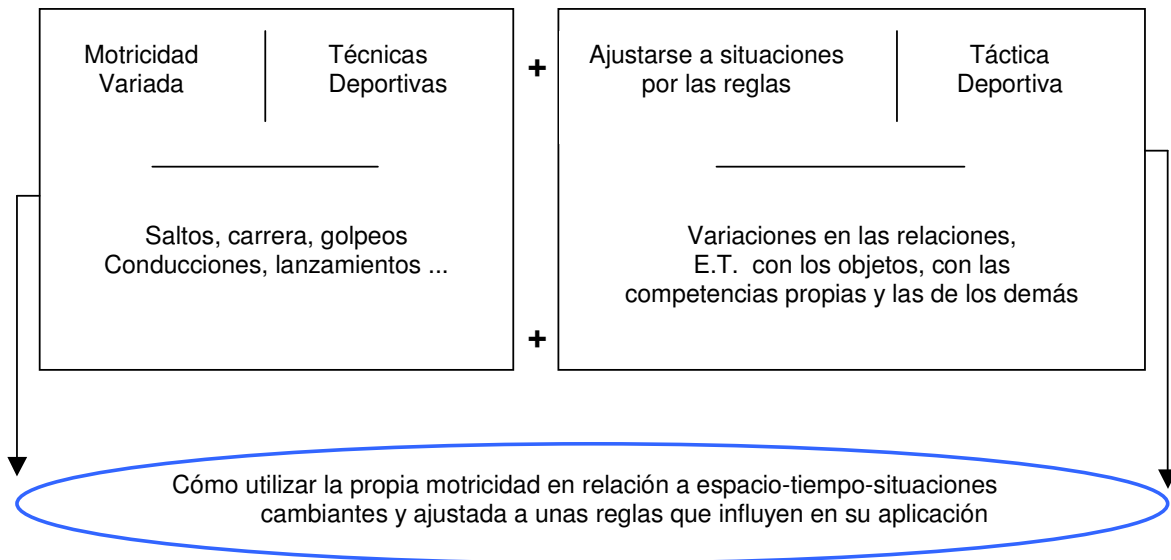 Motricidad
Variada
Técnicas
Deportivas
+
Ajustarse a situaciones
por las reglas
Táctica
Deportiva
Saltos, carrera, golpeos
Conducciones, lanzamientos ...
Variaciones en las relaciones,
E.T. con los objetos, con las
competencias propias y las de los demás
+
Cómo utilizar la propia motricidad en relación a espacio-tiempo-situaciones
cambiantes y ajustada a unas reglas que influyen en su aplicación